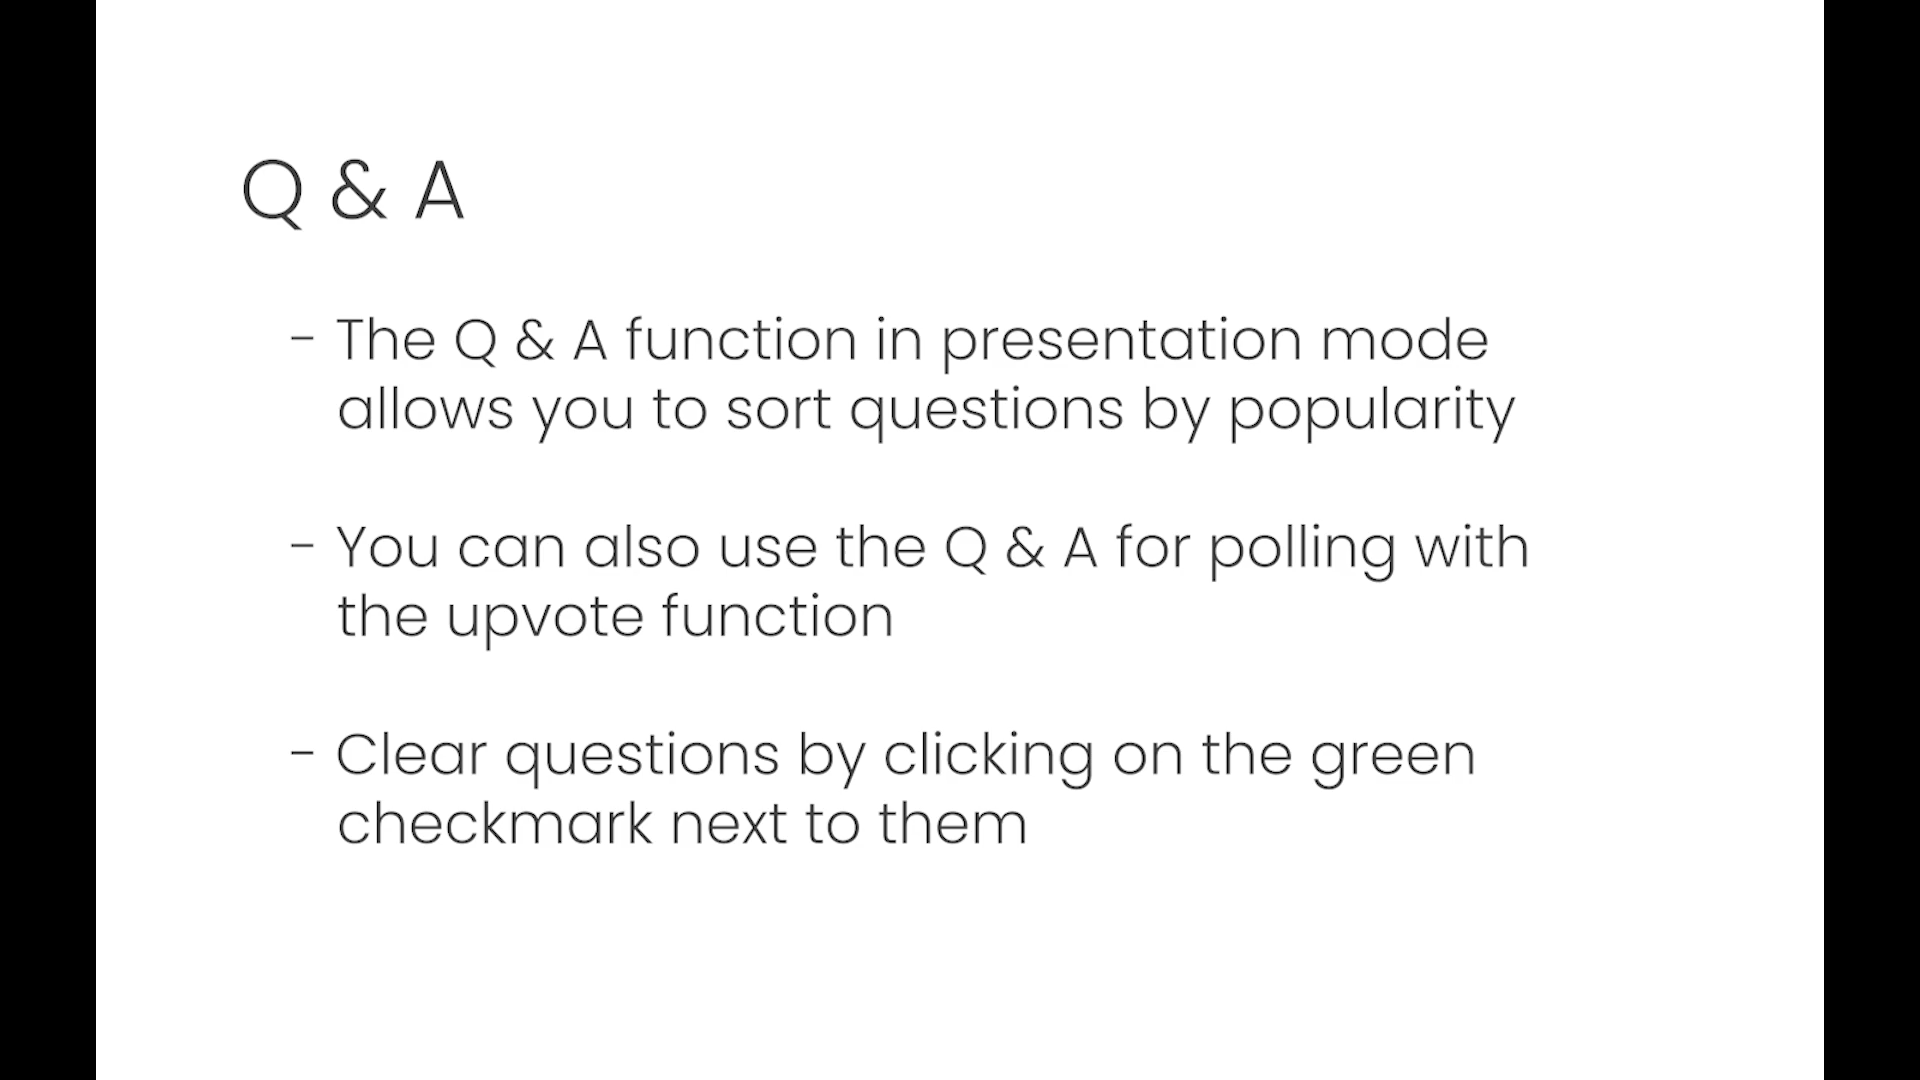 Q & A
- The Q & A function in presentation mode
allows you to sort questions by popularity
- You can also use the Q & A for polling with
the upvote function
- Clear questions by clicking on the green
checkmark next to them